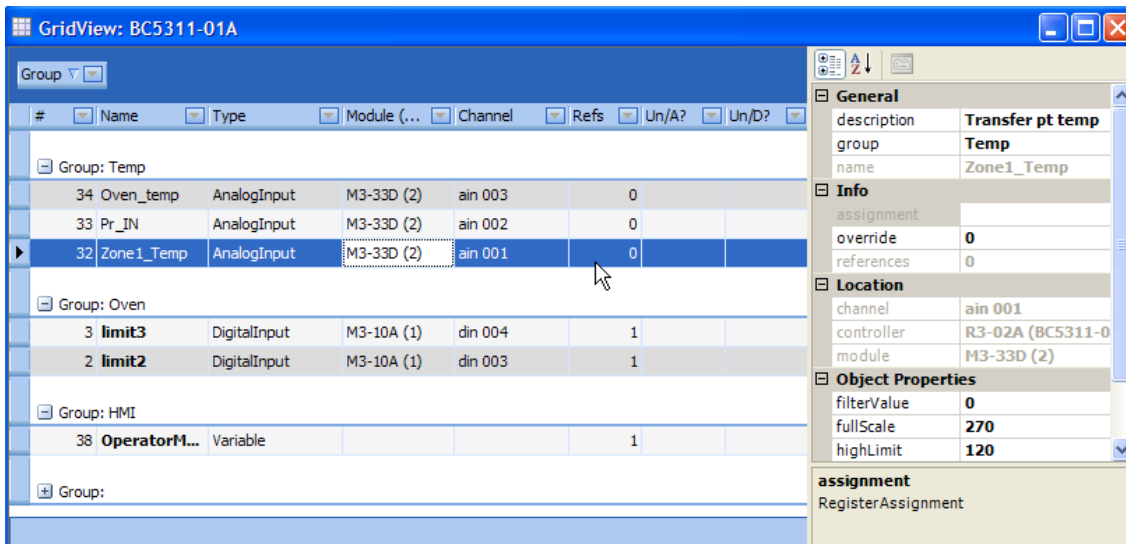 GridView: BC5311-01A
Group
# Name Type Module (... Channel Refs Un/A? Un/D?
Group: Temp
34 Oven_temp AnalogInput M3-33D (2) ain 003 0
33 Pr_IN AnalogInput M3-33D (2) ain 002 0
32 Zone1_Temp AnalogInput M3-33D (2) ain 001 0
Group: Oven
3 limit3 DigitalInput M3-10A (1) din 004 1
2 limit2 DigitalInput M3-10A (1) din 003 1
Group: HMI
38 OperatorM... Variable 1
Group:
General
description Transfer pt temp
group Temp
name Zone1_Temp
Info
assignment
override 0
references 0
Location
channel ain 001
controller R3-02A (BC5311-0
module M3-33D (2)
Object Properties
filterValue 0
fullScale 270
highLimit 120
assignment
RegisterAssignment